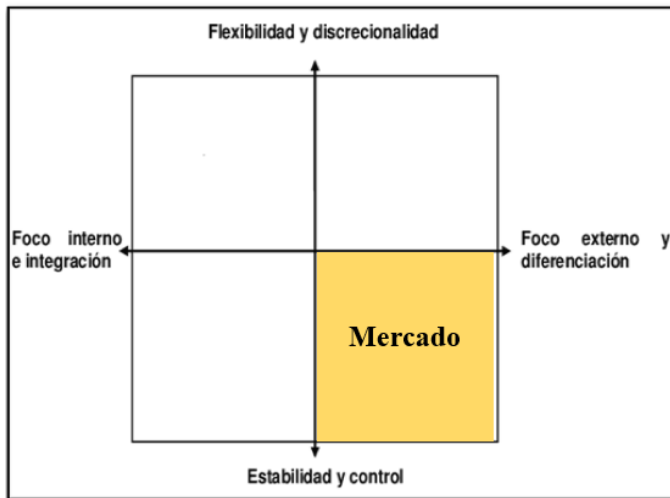 Flexibilidad y discrecionalidad
Foco interno
e integración
Foco externo y
diferenciación
Mercado
Estabilidad y control